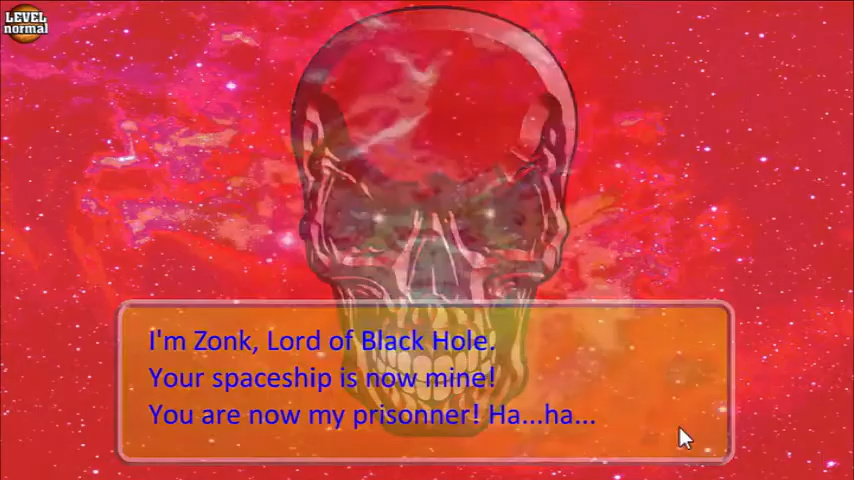 LEVEL
normal
I'm Zonk, Lord of Black Hole.
Your spaceship is now mine!
You are now my prisonner! Ha...ha...